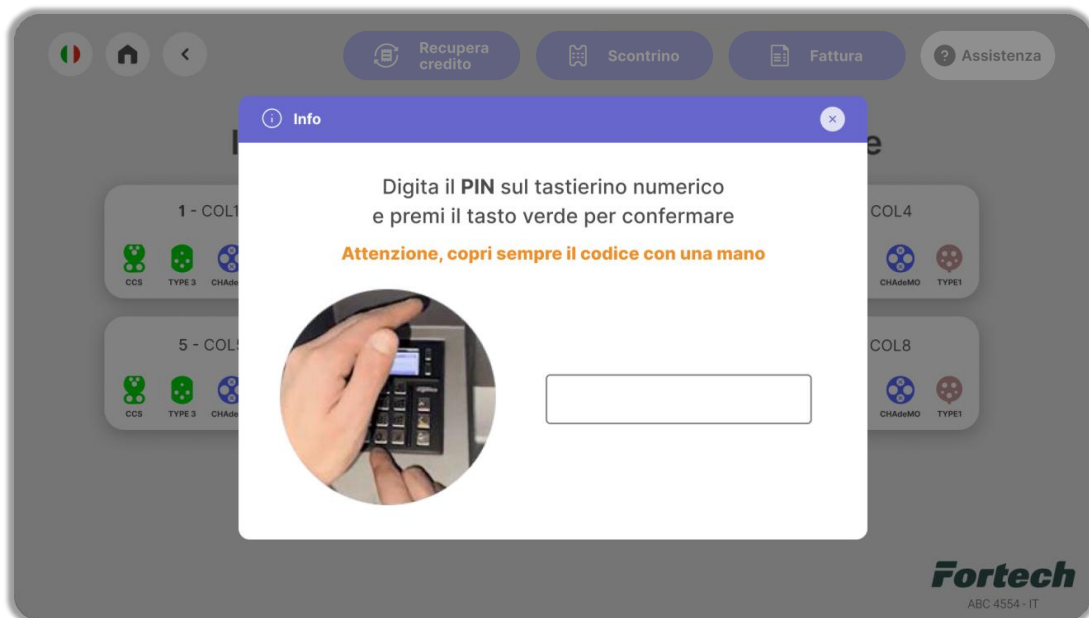 Recupera
credito
Scontrino
Fattura
Assistenza
Info
Digita il PIN sul tastierino numerico
e premi il tasto verde per confermare
Attenzione, copri sempre il codice con una mano
1 - COL1
COL4
CCS
TYPE 3
CHAdeMO
TYPE1
5 - COL
COL8
CCS
TYPE 3
CHAdeMO
TYPE1
Fortech
ABC 4554 - IT